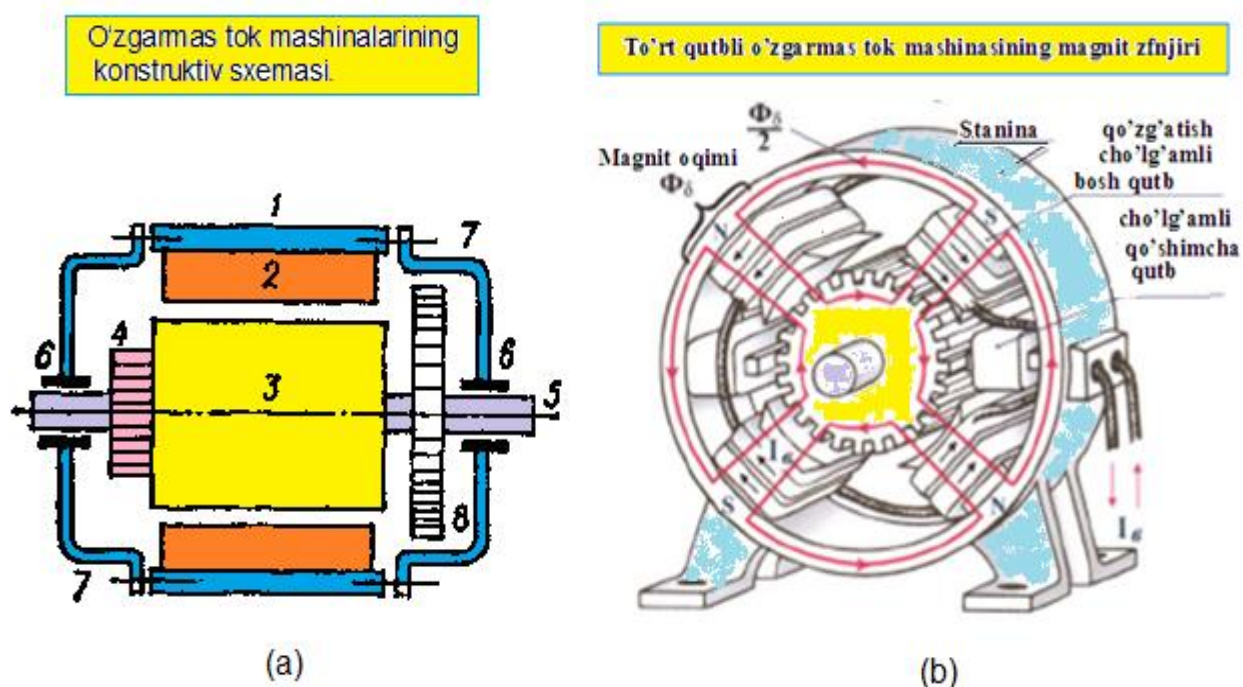 O'zgarmas tok mashinalarining
konstruktiv sxemasi.
1
7
2
6
4
3
6
5
8
7
(a)
To'rt qutbli o'zgarmas tok mashinasining magnit zfnjiri
Φδ
2
Stanina
qo'zg'atish
cho'lg'amli
bosh qutb
Magnit oqimi
Φδ
cho'lg'amli
qo'shimcha
qutb
N
S
I в
S
N
I в
(b)